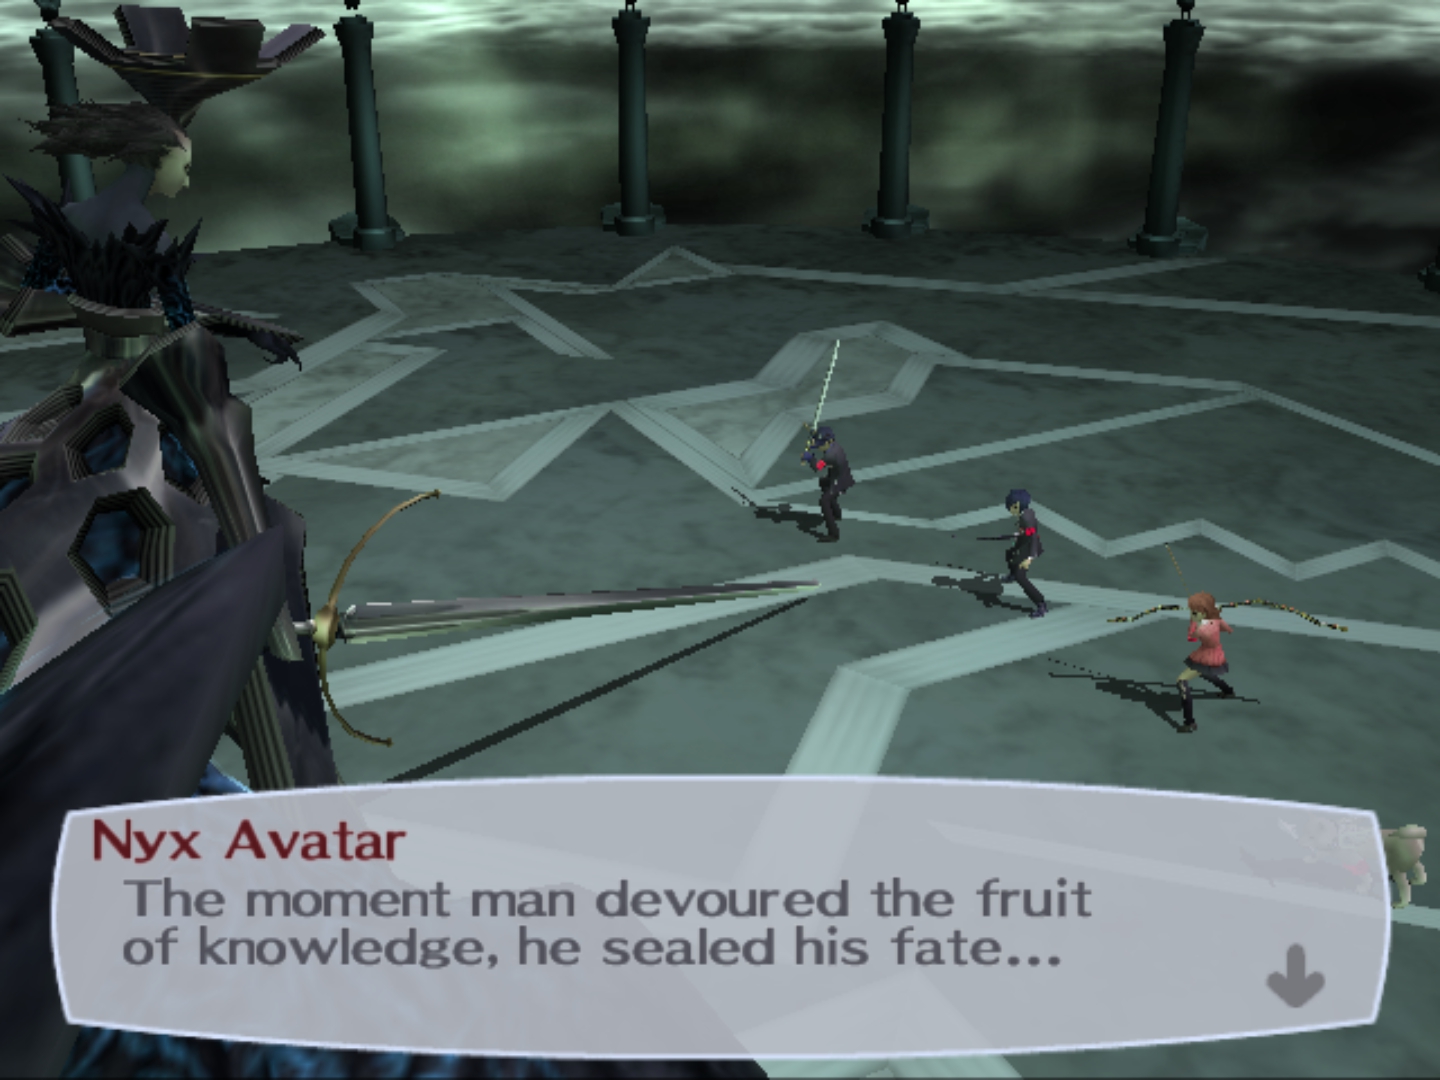 Nyx Avatar
The moment man devoured the fruit
of knowledge, he sealed his fate...